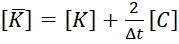 [K̅] = [K] + 2/Δt [C]